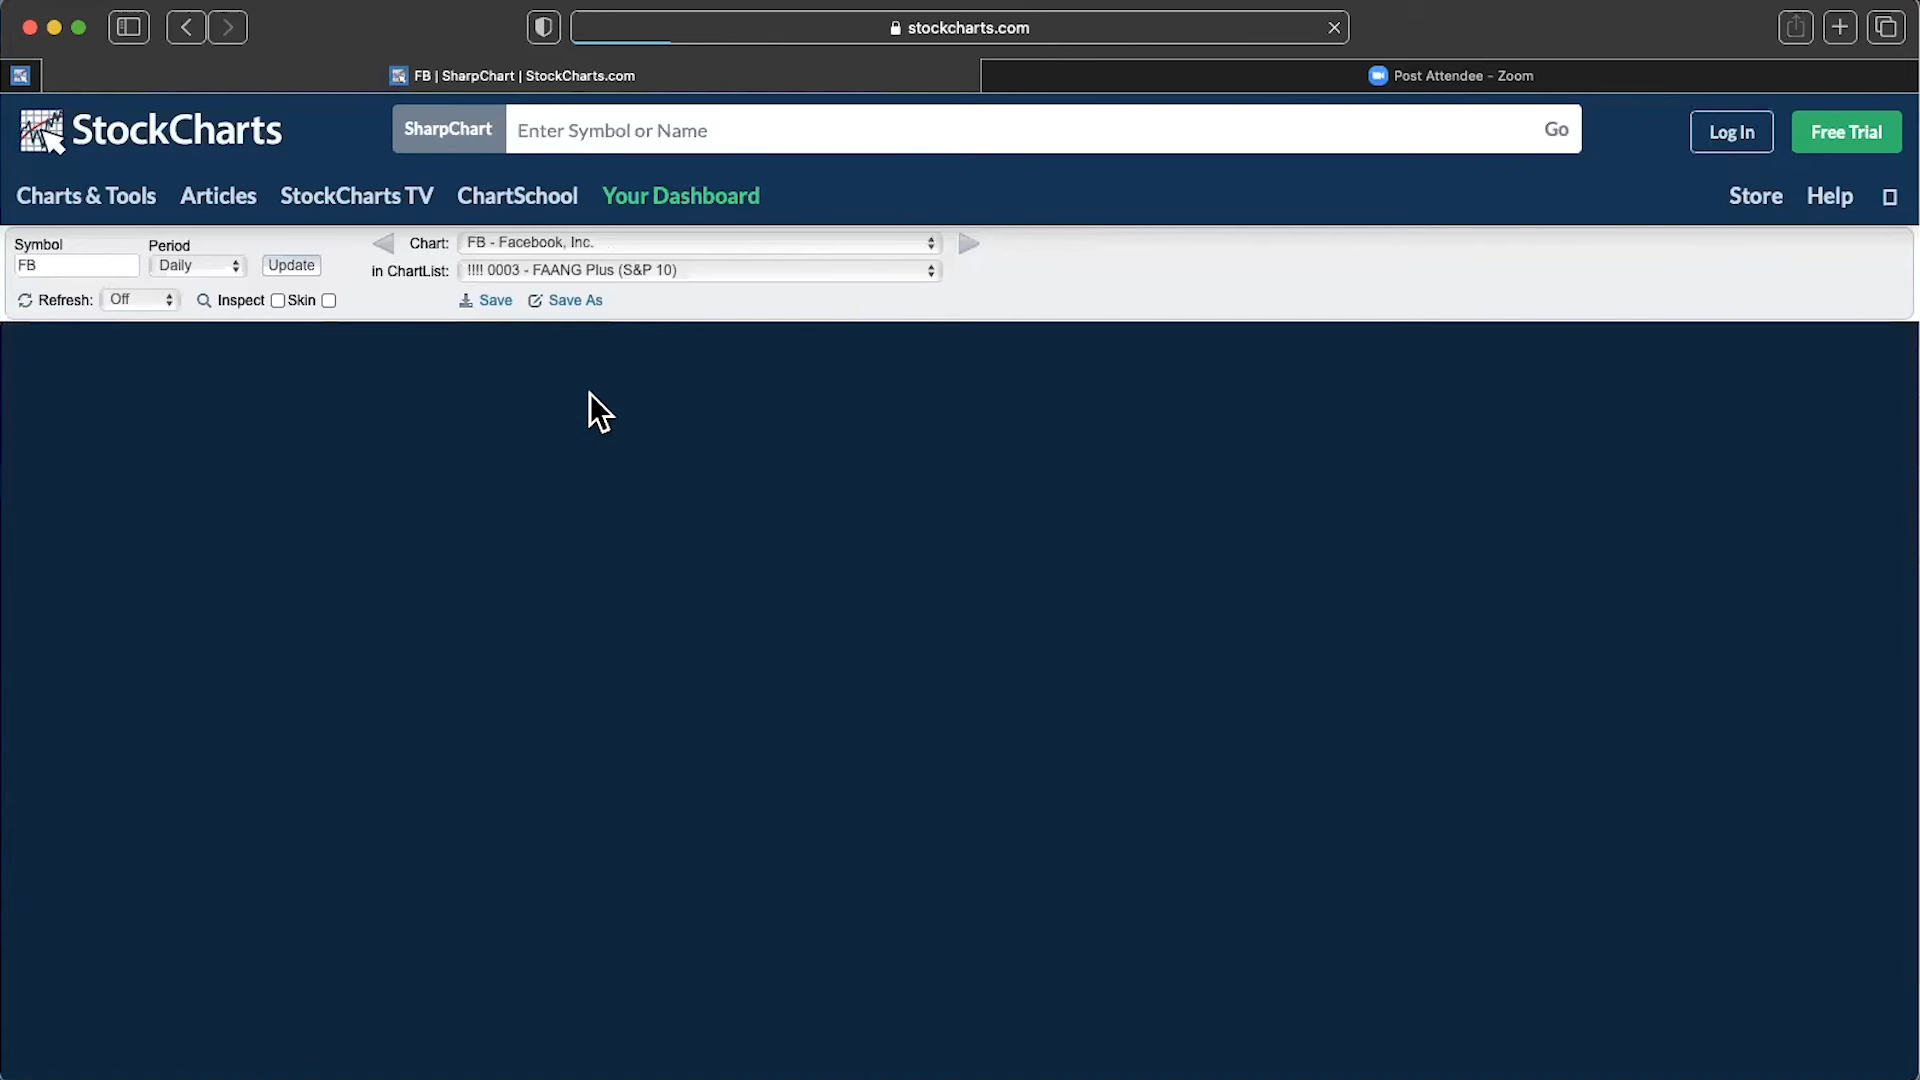 stockcharts.com
FB | SharpChart | StockCharts.com
Post Attendee - Zoom
StockCharts
SharpChart
Enter Symbol or Name
Go
Log In
Free Trial
Charts & Tools
Articles
StockCharts TV
ChartSchool
Your Dashboard
Store
Help
Symbol
Period
Chart:
FB - Facebook, Inc.
FB
Daily
Update
in ChartList:
!!!! 0003 - FAANG Plus (S&P 10)
Refresh:
Off
Inspect
Skin
Save
Save As